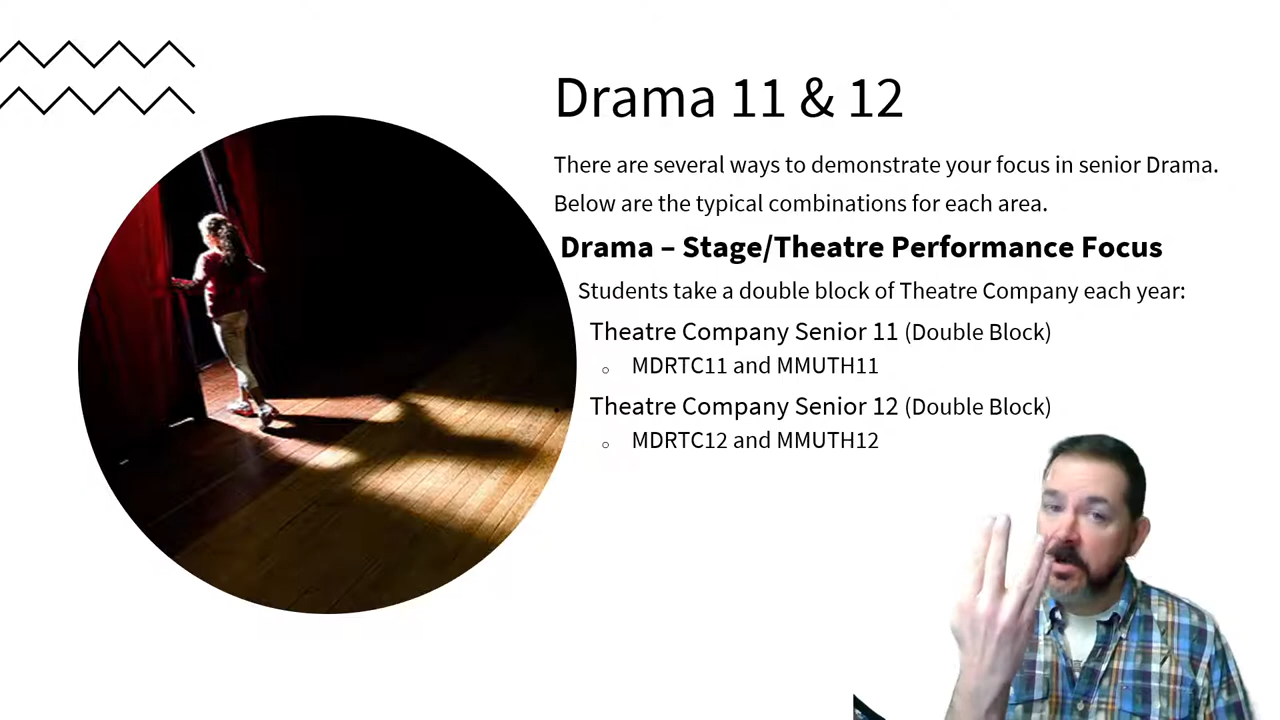 Drama 11 & 12
There are several ways to demonstrate your focus in senior Drama.
Below are the typical combinations for each area.
Drama – Stage/Theatre Performance Focus
Students take a double block of Theatre Company each year:
Theatre Company Senior 11 (Double Block)
○ MDRTC11 and MMUTH11
Theatre Company Senior 12 (Double Block)
○ MDRTC12 and MMUTH12